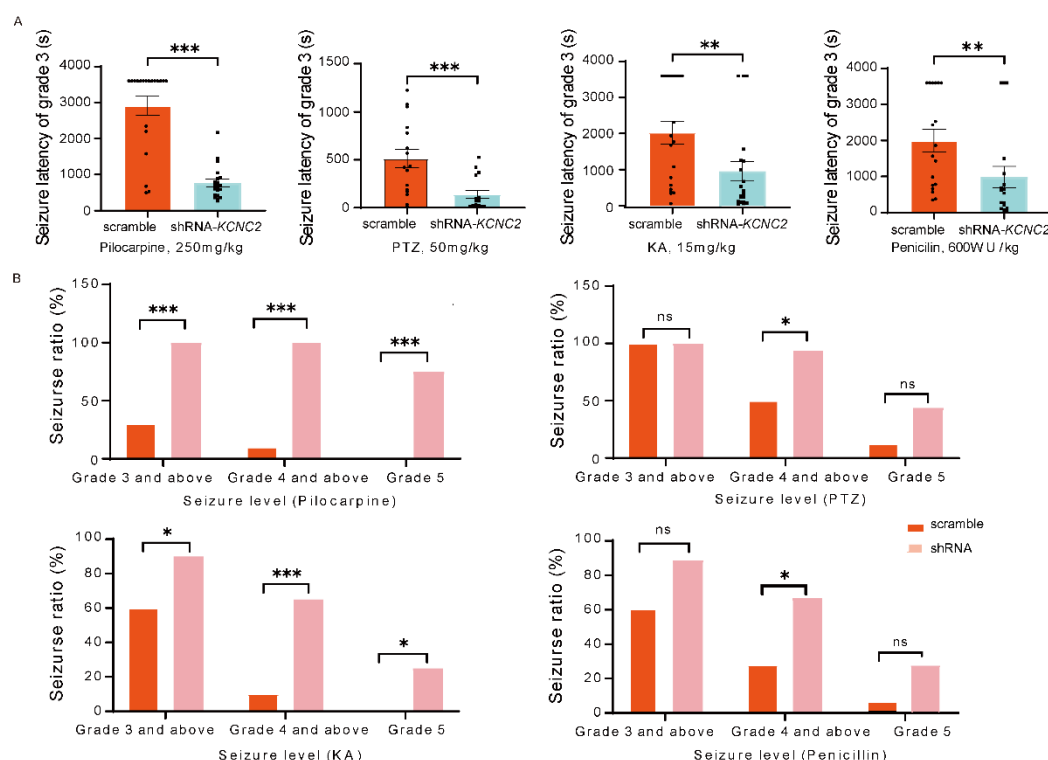 A
Seizure latency of grade 3 (s)
4000
3000
2000
1000
0
***
scramble shRNA-KCNC2
Pilocarpine, 250mg/kg
Seizure latency of grade 3 (s)
1500
1000
500
0
***
scramble shRNA-KCNC2
PTZ, 50mg/kg
Seizure latency of grade 3 (s)
4000
3000
2000
1000
0
**
scramble shRNA-KCNC2
KA, 15mg/kg
Seizure latency of grade 3 (s)
4000
3000
2000
1000
0
**
scramble shRNA-KCNC2
Penicilin, 600W U/kg
B
Seizurse ratio (%)
150
100
50
0
***
***
***
Grade 3 and above Grade 4 and above Grade 5
Seizure level (Pilocarpine)
Seizurse ratio (%)
150
100
50
0
ns
*
ns
Grade 3 and above Grade 4 and above Grade 5
Seizure level (PTZ)
Seizurse ratio (%)
100
80
60
40
20
0
*
***
*
Grade 3 and above Grade 4 and above Grade 5
Seizure level (KA)
Seizurse ratio (%)
100
80
60
40
20
0
ns
*
ns
scramble
shRNA
Grade 3 and above Grade 4 and above Grade 5
Seizure level (Penicillin)